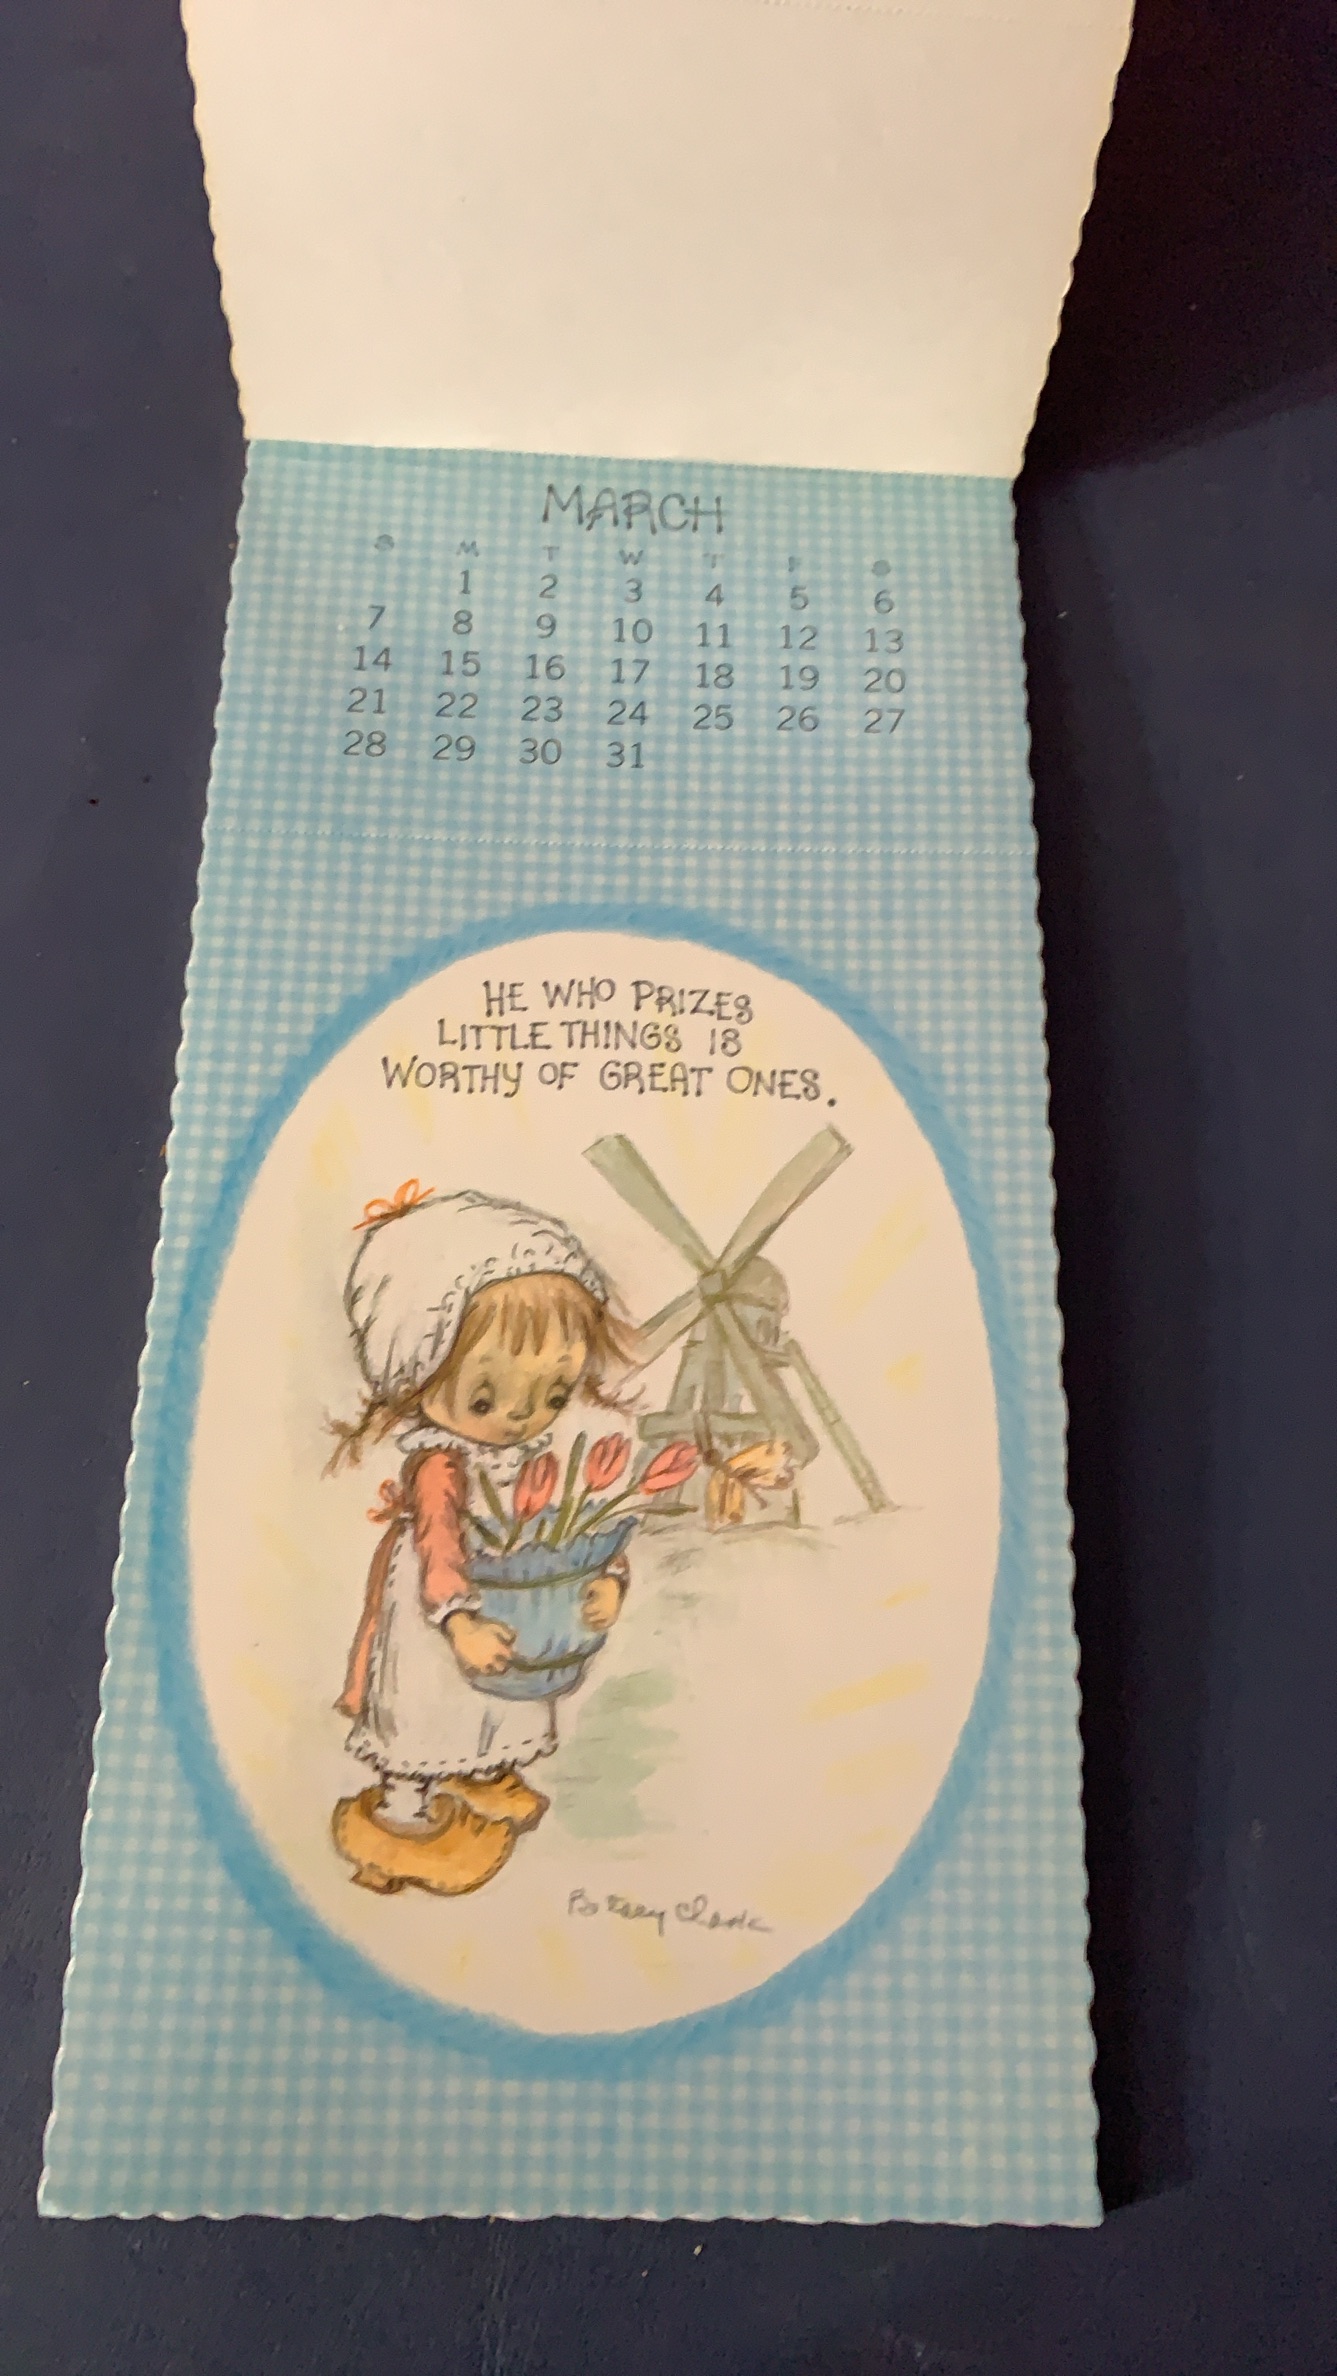 MARCH
S M T W T F S
1 2 3 4 5 6
7 8 9 10 11 12 13
14 15 16 17 18 19 20
21 22 23 24 25 26 27
28 29 30 31
HE WHO PRIZES
LITTLE THINGS IS
WORTHY OF GREAT ONES.
Betsey Clark